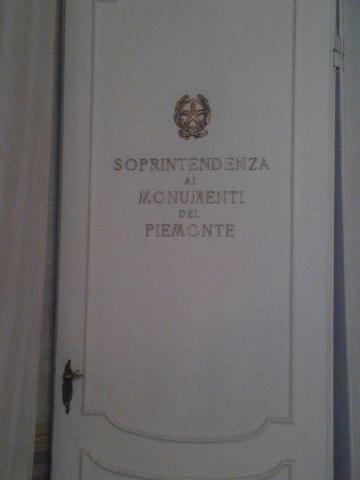 SOPRINTENDENZA
AI
MONUMENTI
DEL
PIEMONTE